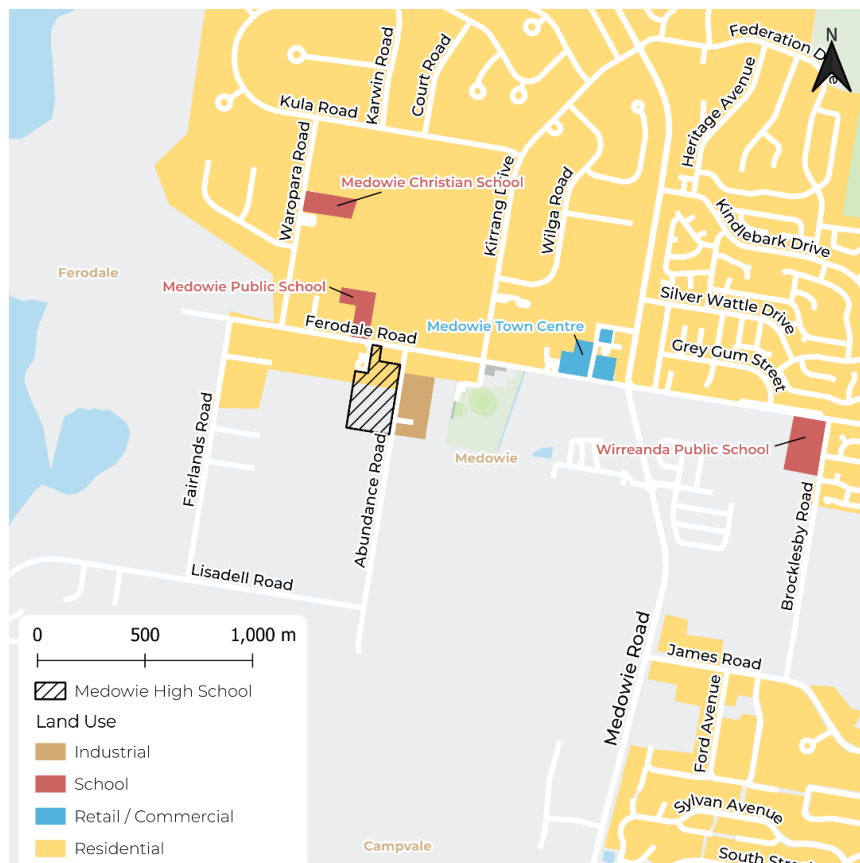 N
Federation D
Karwin Road
Court Road
Kula Road
Heritage Avenue
Waropara Road
Medowie Christian School
Kirrang Drive
Wilga Road
Kindlebark Drive
Ferodale
Medowie Public School
Silver Wattle Drive
Ferodale Road
Medowie Town Centre
Grey Gum Street
Fairlands Road
Abundance Road
Medowie
Wirreanda Public School
Brocklesby Road
Lisadell Road
Medowie Road
James Road
Ford Avenue
Sylvan Avenue
South Street
Campvale
0 500 1,000 m
Medowie High School
Land Use
Industrial
School
Retail / Commercial
Residential